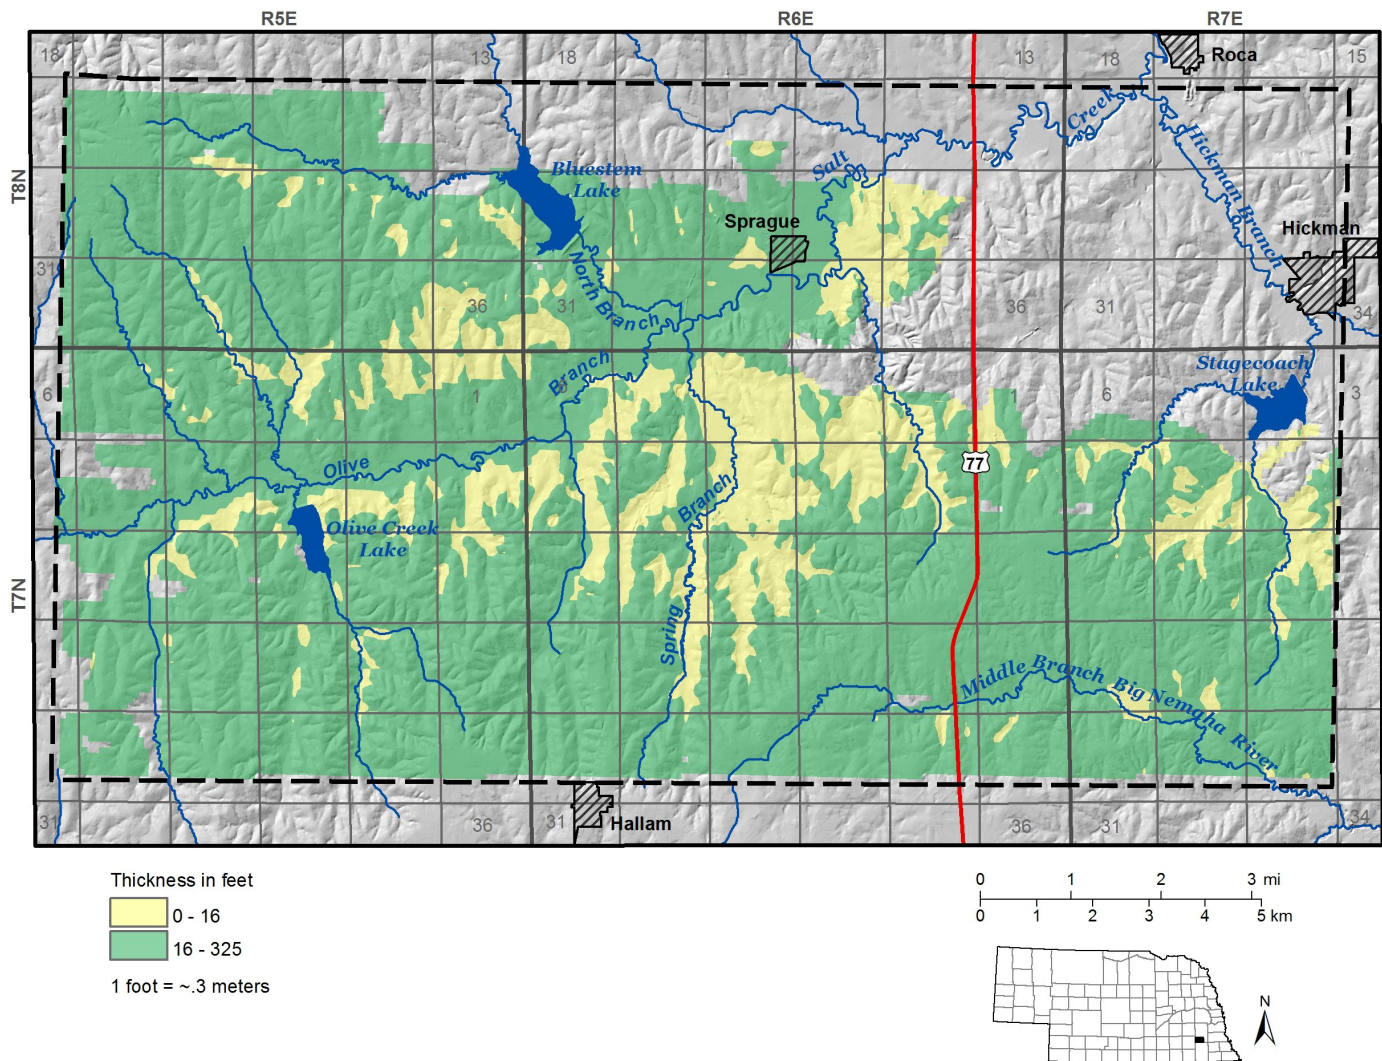 R5E
R6E
R7E
18
13
18
13
18
15
Roca
Creek
Hickman Branch
Salt
Bluestem
Lake
T8N
Sprague
Hickman
31
North Branch
36
31
36
31
34
Branch
Stagecoach
Lake
6
1
1
6
3
Olive
77
Branch
Olive Creek
Lake
T7N
Spring
Middle Branch Big Nemaha River
31
36
31
Hallam
36
31
34
Thickness in feet
0 - 16
16 - 325
1 foot = ~.3 meters
0 1 2 3 mi
0 1 2 3 4 5 km
N